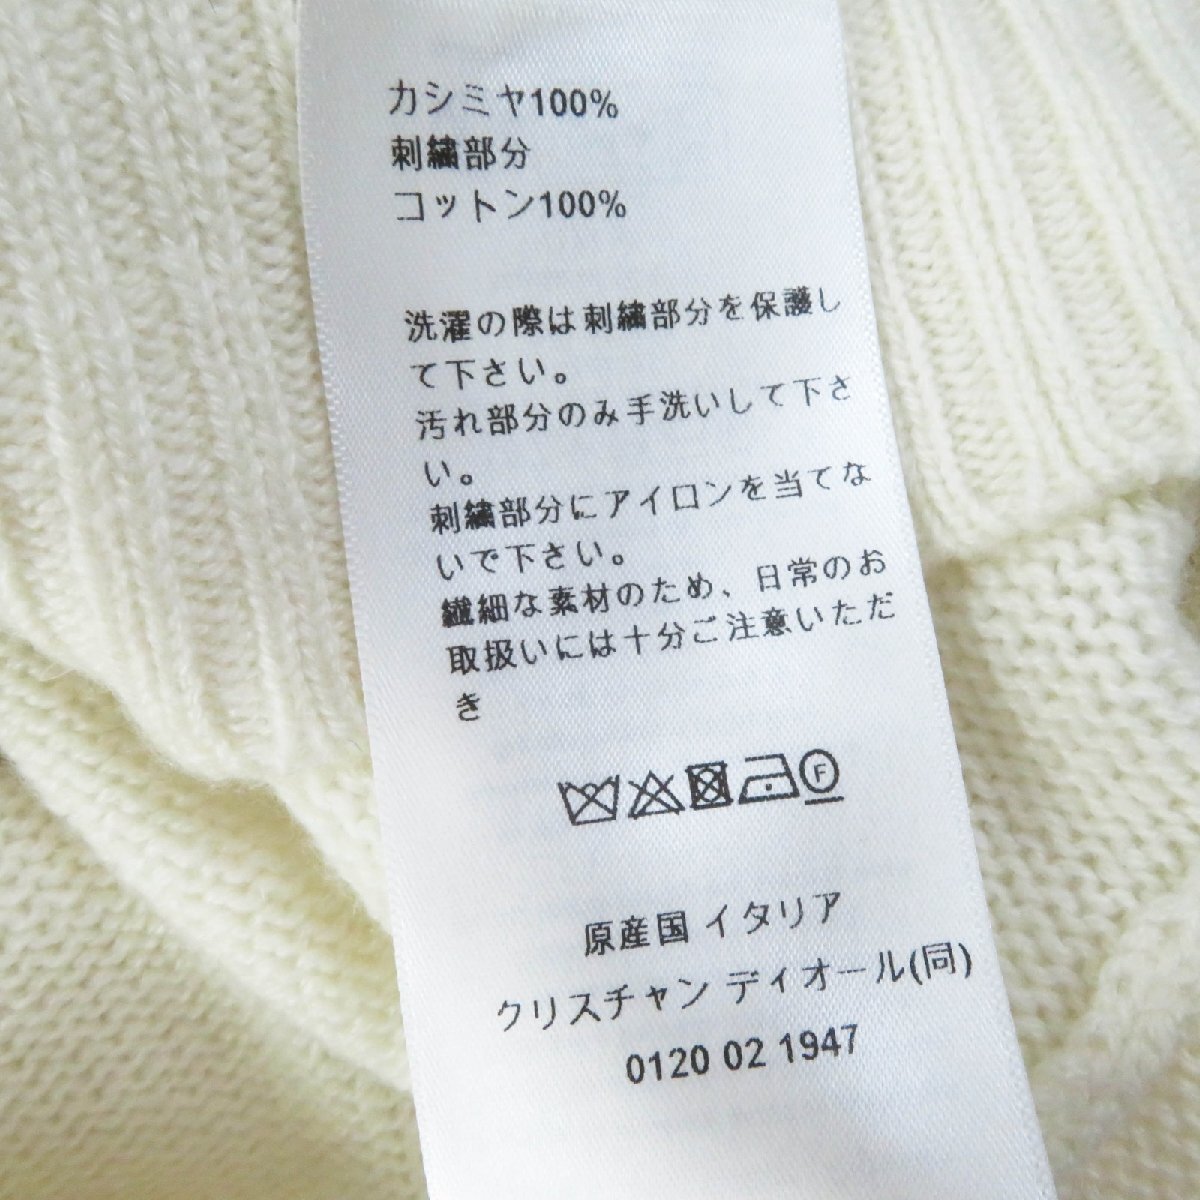 カシミヤ100%
刺繍部分
コットン100%
洗濯の際は刺繍部分を保護し
て下さい。
汚れ部分のみ手洗いして下さ
い。
刺繍部分にアイロンを当てな
いで下さい。
繊細な素材のため、日常のお
取扱いには十分ご注意いただ
き
F
原産国 イタリア
クリスチャン ディオール(同)
0120 02 1947